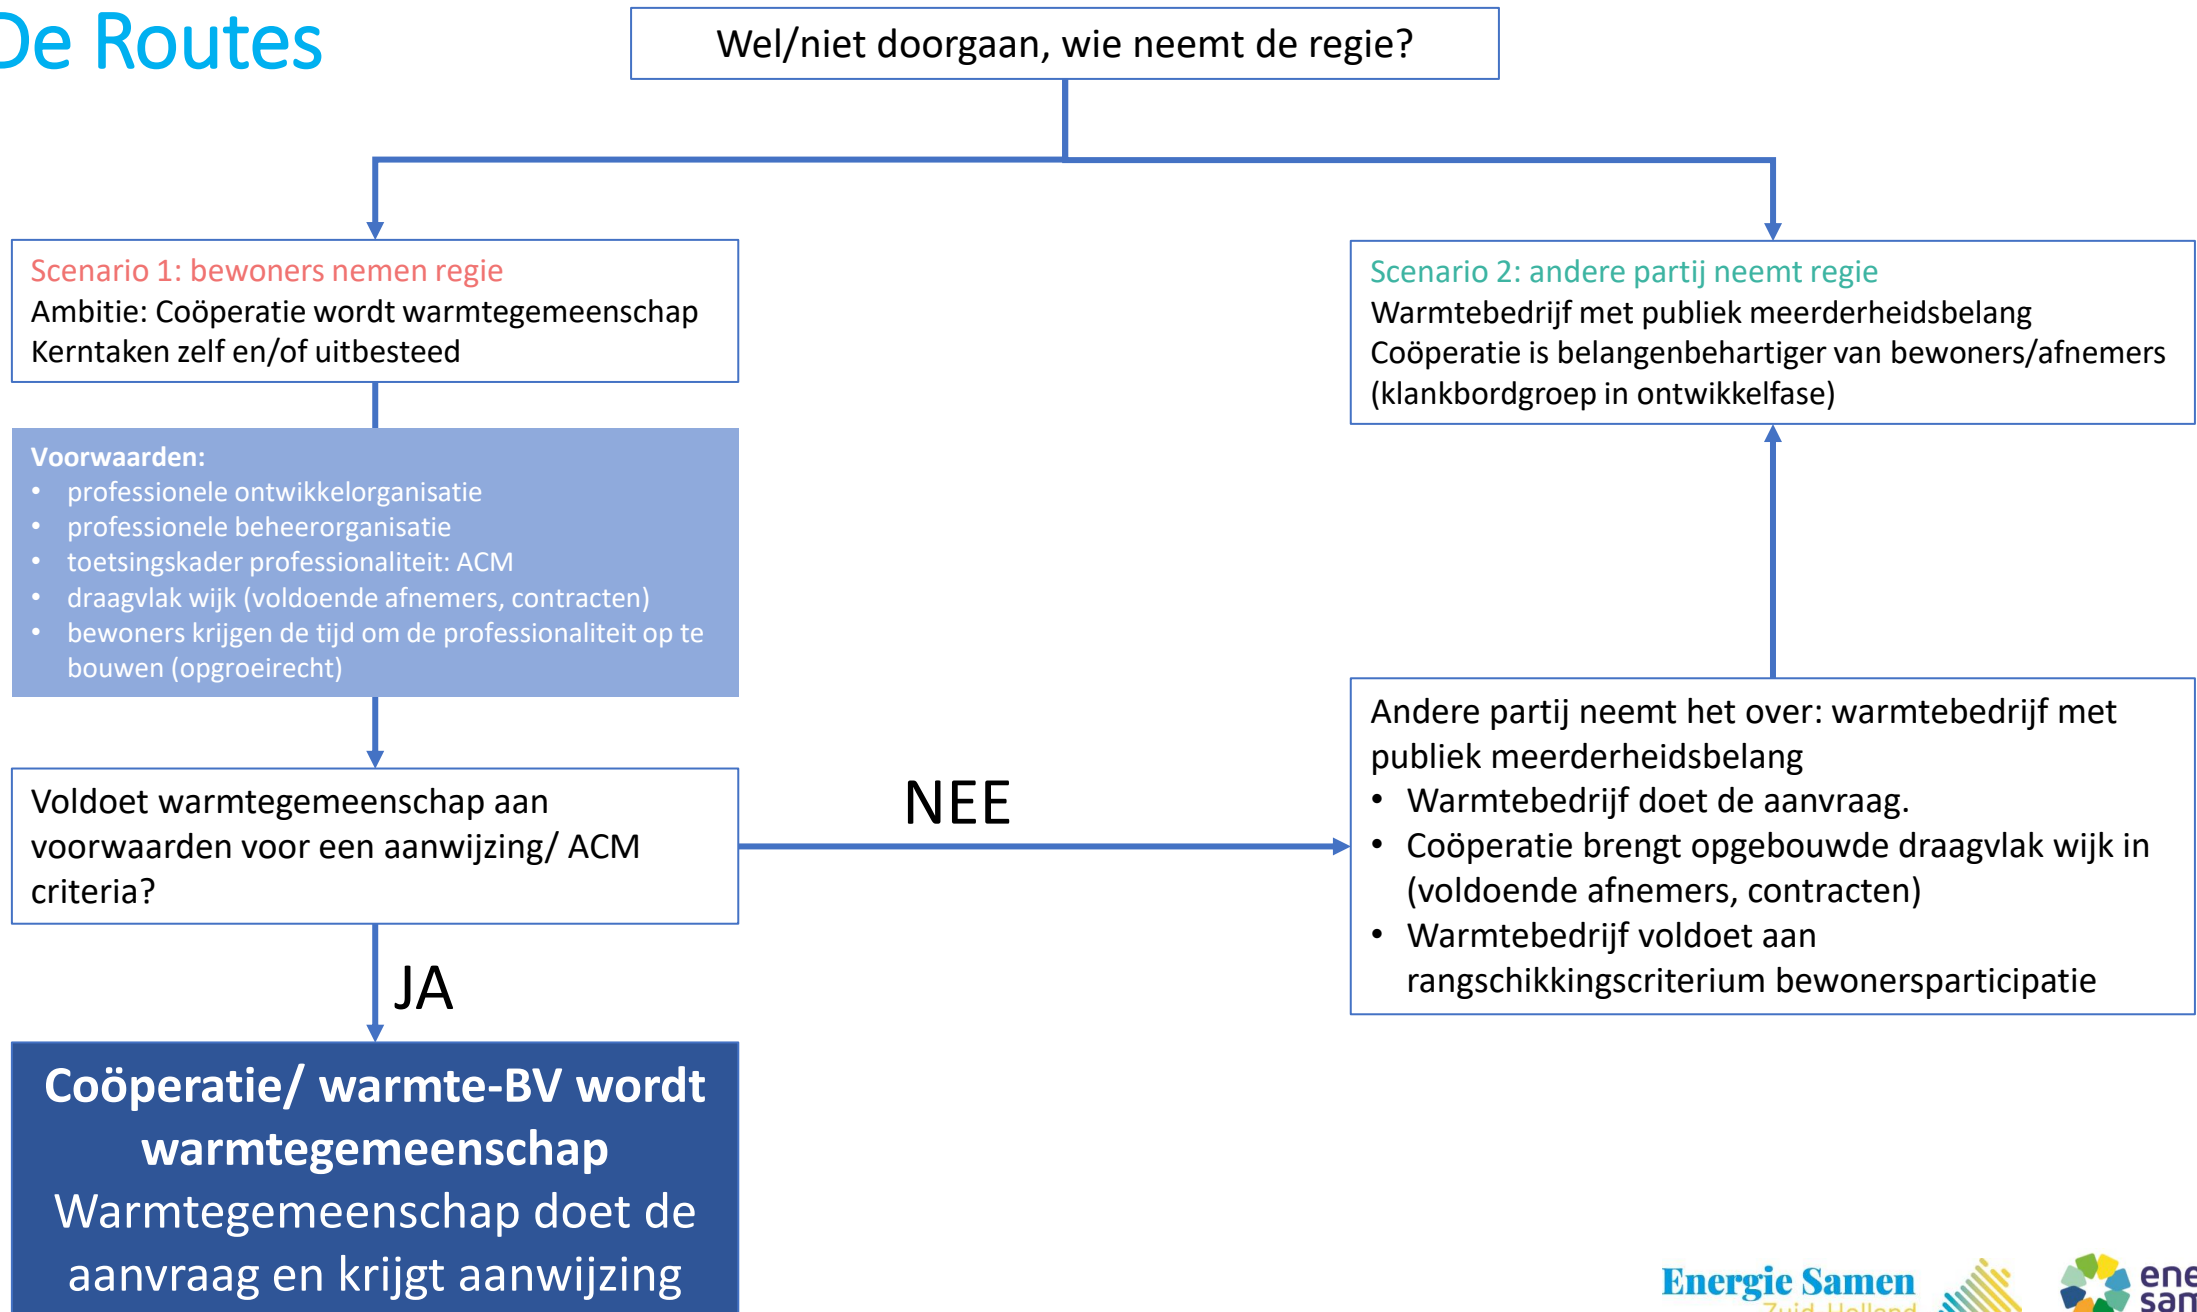 De Routes
Wel/niet doorgaan, wie neemt de regie?
Scenario 1: bewoners nemen regie
Ambitie: Coöperatie wordt warmtegemeenschap
Kerntaken zelf en/of uitbesteed
Scenario 2: andere partij neemt regie
Warmtebedrijf met publiek meerderheidsbelang
Coöperatie is belangenbehartiger van bewoners/afnemers
(klankbordgroep in ontwikkelfase)
Voorwaarden:
• professionele ontwikkelorganisatie
• professionele beheerorganisatie
• toetsingskader professionaliteit: ACM
• draagvlak wijk (voldoende afnemers, contracten)
• bewoners krijgen de tijd om de professionaliteit op te
bouwen (opgroeirecht)
Voldoet warmtegemeenschap aan
voorwaarden voor een aanwijzing/ ACM
criteria?
NEE
Andere partij neemt het over: warmtebedrijf met
publiek meerderheidsbelang
• Warmtebedrijf doet de aanvraag.
• Coöperatie brengt opgebouwde draagvlak wijk in
(voldoende afnemers, contracten)
• Warmtebedrijf voldoet aan
rangschikkingscriterium bewonersparticipatie
JA
Coöperatie/ warmte-BV wordt
warmtegemeenschap
Warmtegemeenschap doet de
aanvraag en krijgt aanwijzing
Energie Samen
Zuid-Holland
ene
sam